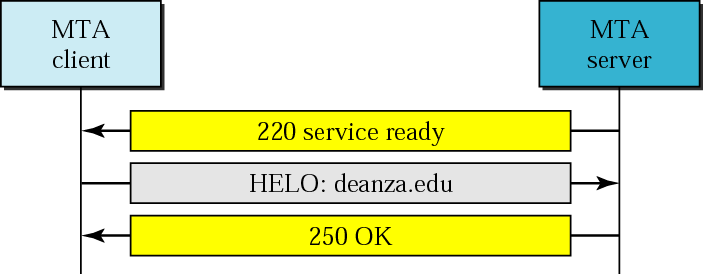 MTA
client
MTA
server
220 service ready
HELO: deanza.edu
250 OK